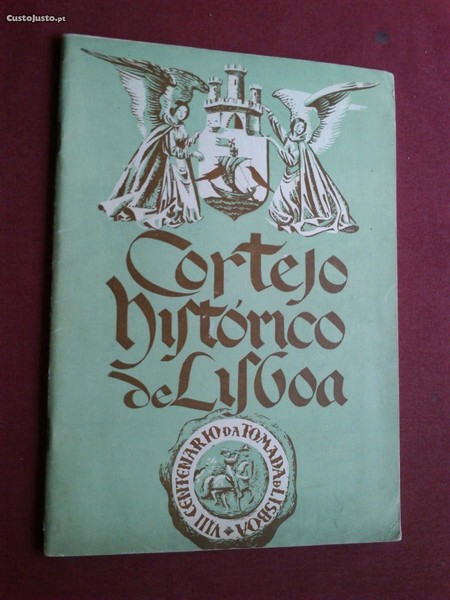 CustoJusto.pt
Cortejo
Histórico
de Lisboa
VIII CENTENARIO DA TOMADA DE LISBOA